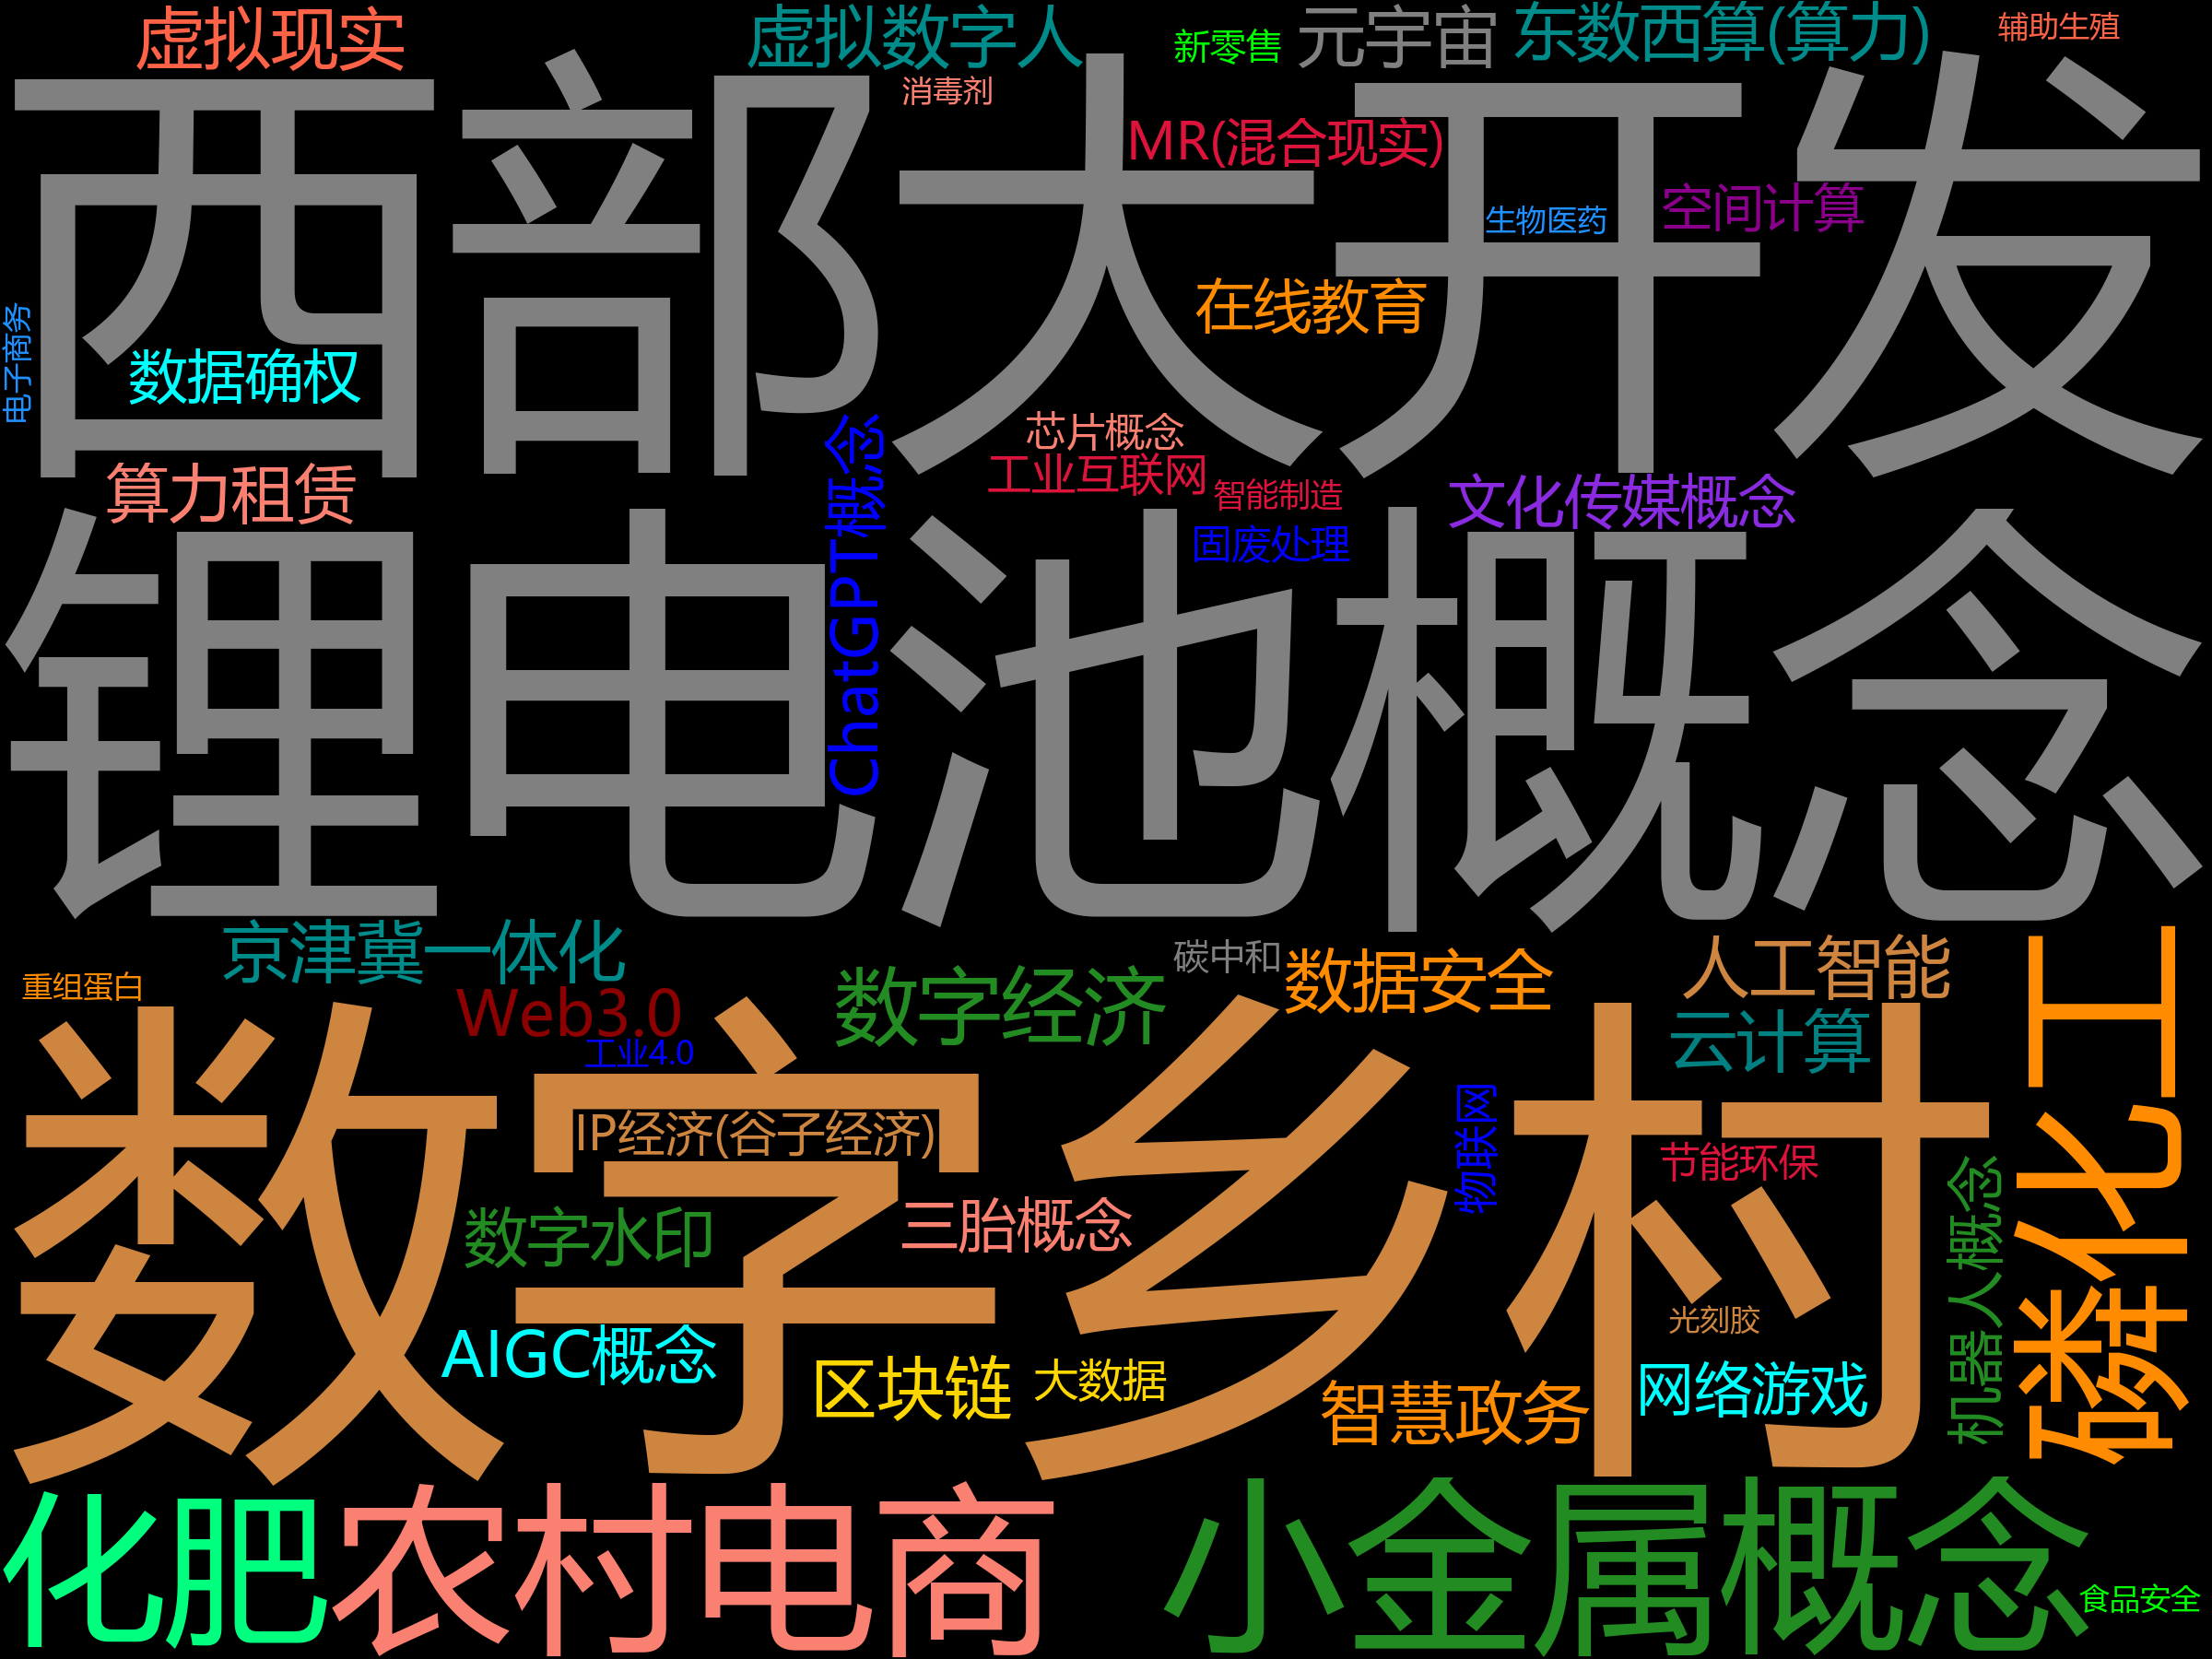 虚拟现实
虚拟数字人
新零售
元宇宙
东数西算(算力)
辅助生殖
消毒剂
西部大开发
MR(混合现实)
空间计算
生物医药
在线教育
电子商务
数据确权
芯片概念
ChatGPT概念
工业互联网
算力租赁
智能制造
文化传媒概念
固废处理
锂电池概念
京津冀一体化
碳中和
数据安全
人工智能
重组蛋白
数字经济
Web3.0
云计算
工业4.0
磷化工
数字乡村
IP经济(谷子经济)
物联网
节能环保
机器人概念
数字水印
三胎概念
光刻胶
AIGC概念
区块链
大数据
智慧政务
网络游戏
化肥
农村电商
小金属概念
食品安全